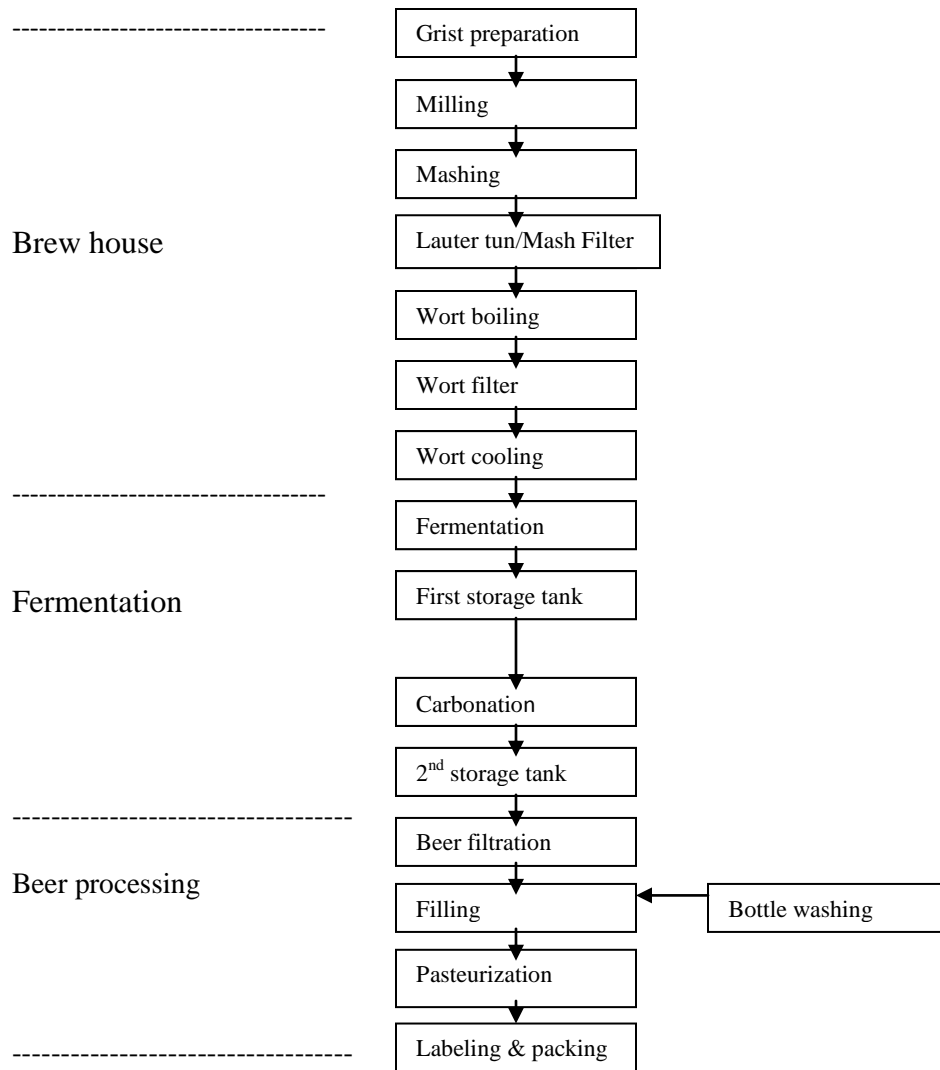 Grist preparation
Milling
Mashing
Brew house
Lauter tun/Mash Filter
Wort boiling
Wort filter
Wort cooling
Fermentation
Fermentation
First storage tank
Carbonation
2nd storage tank
Beer filtration
Beer processing
Filling
Bottle washing
Pasteurization
Labeling & packing